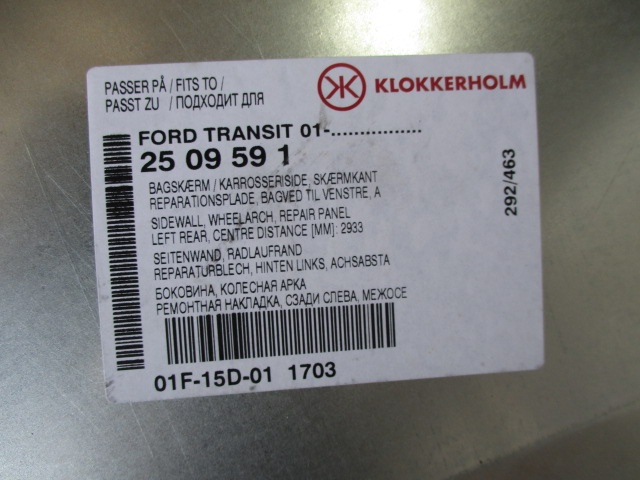 PASSER PÅ / FITS TO /
PASST ZU / ПОДХОДИТ ДЛЯ
KLOKKERHOLM
FORD TRANSIT 01-................
25 09 59 1
BAGSKÆRM / KARROSSERISIDE, SKÆRMKANT
REPARATIONSPLADE, BAGVED TIL VENSTRE, A
SIDEWALL, WHEELARCH, REPAIR PANEL
LEFT REAR, CENTRE DISTANCE [MM]: 2933
SEITENWAND, RADLAUFRAND
REPARATURBLECH, HINTEN LINKS, ACHSABSTA
БОКОВИНА, КОЛЕСНАЯ АРКА
РЕМОНТНАЯ НАКЛАДКА, СЗАДИ СЛЕВА, МЕЖОСЕ
01F-15D-01 1703
292/463